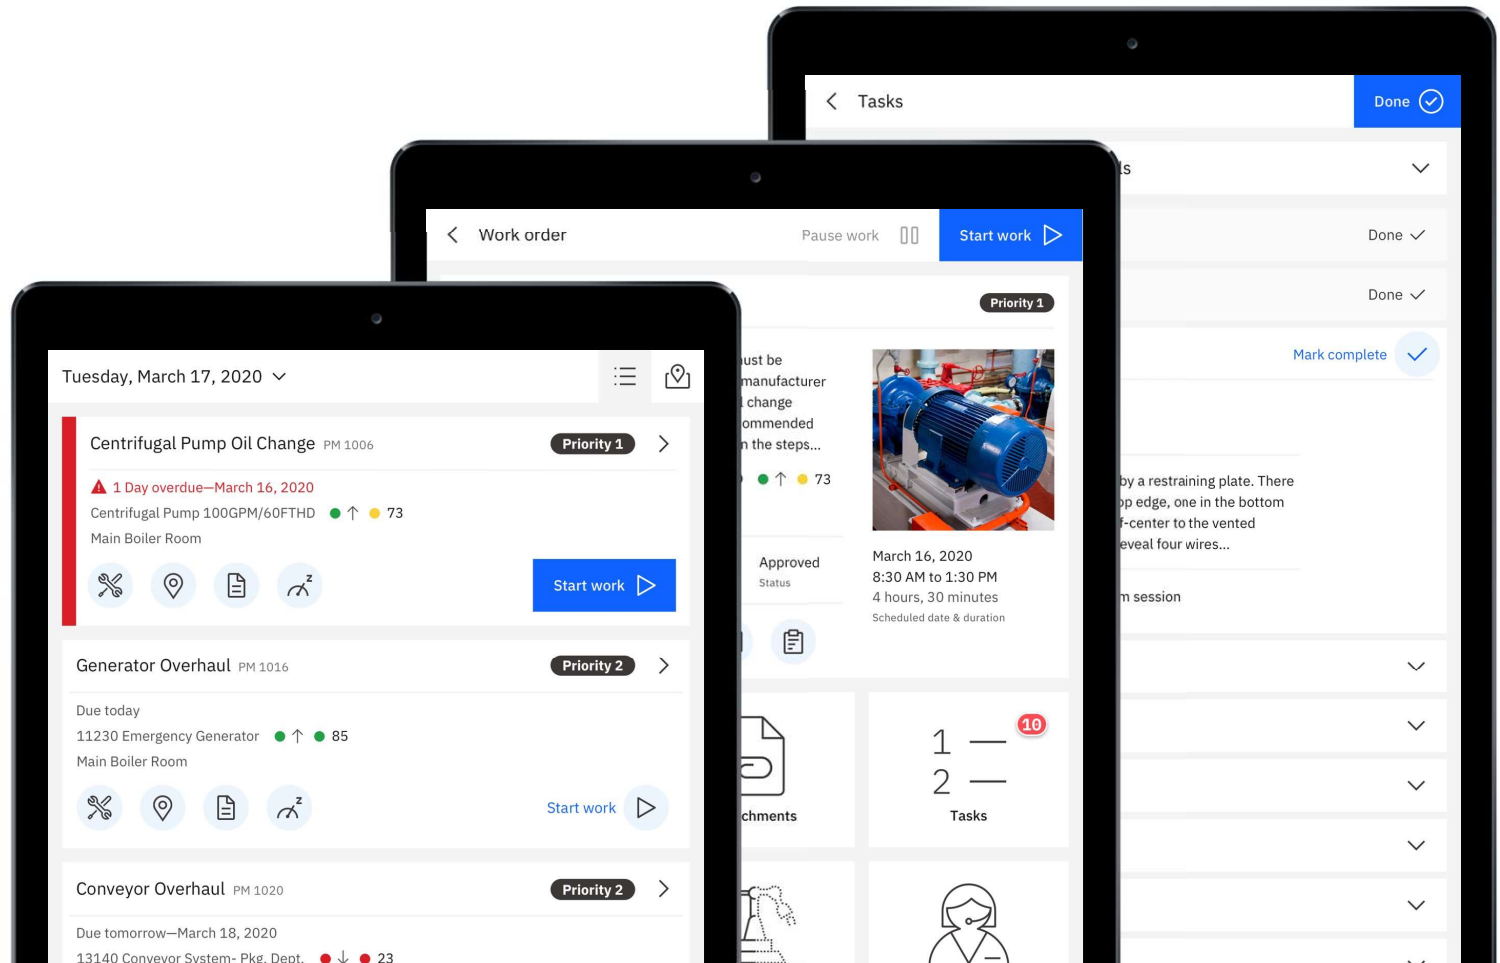 Tuesday, March 17, 2020
Centrifugal Pump Oil Change PM 1006 Priority 1
1 Day overdue—March 16, 2020
Centrifugal Pump 100GPM/60FTHD 73
Main Boiler Room
Start work
Generator Overhaul PM 1016 Priority 2
Due today
11230 Emergency Generator 85
Main Boiler Room
Start work
Conveyor Overhaul PM 1020 Priority 2
Due tomorrow—March 18, 2020
13140 Conveyor System- Pkg. Dept. 23
Work order Pause work Start work
Priority 1
ust be
manufacturer
change
ommended
n the steps...
73
Approved
Status
March 16, 2020
8:30 AM to 1:30 PM
4 hours, 30 minutes
Scheduled date & duration
chments
10
1
2
Tasks
Tasks Done
ls
Done
Done
Mark complete
by a restraining plate. There
op edge, one in the bottom
f-center to the vented
eveal four wires...
m session